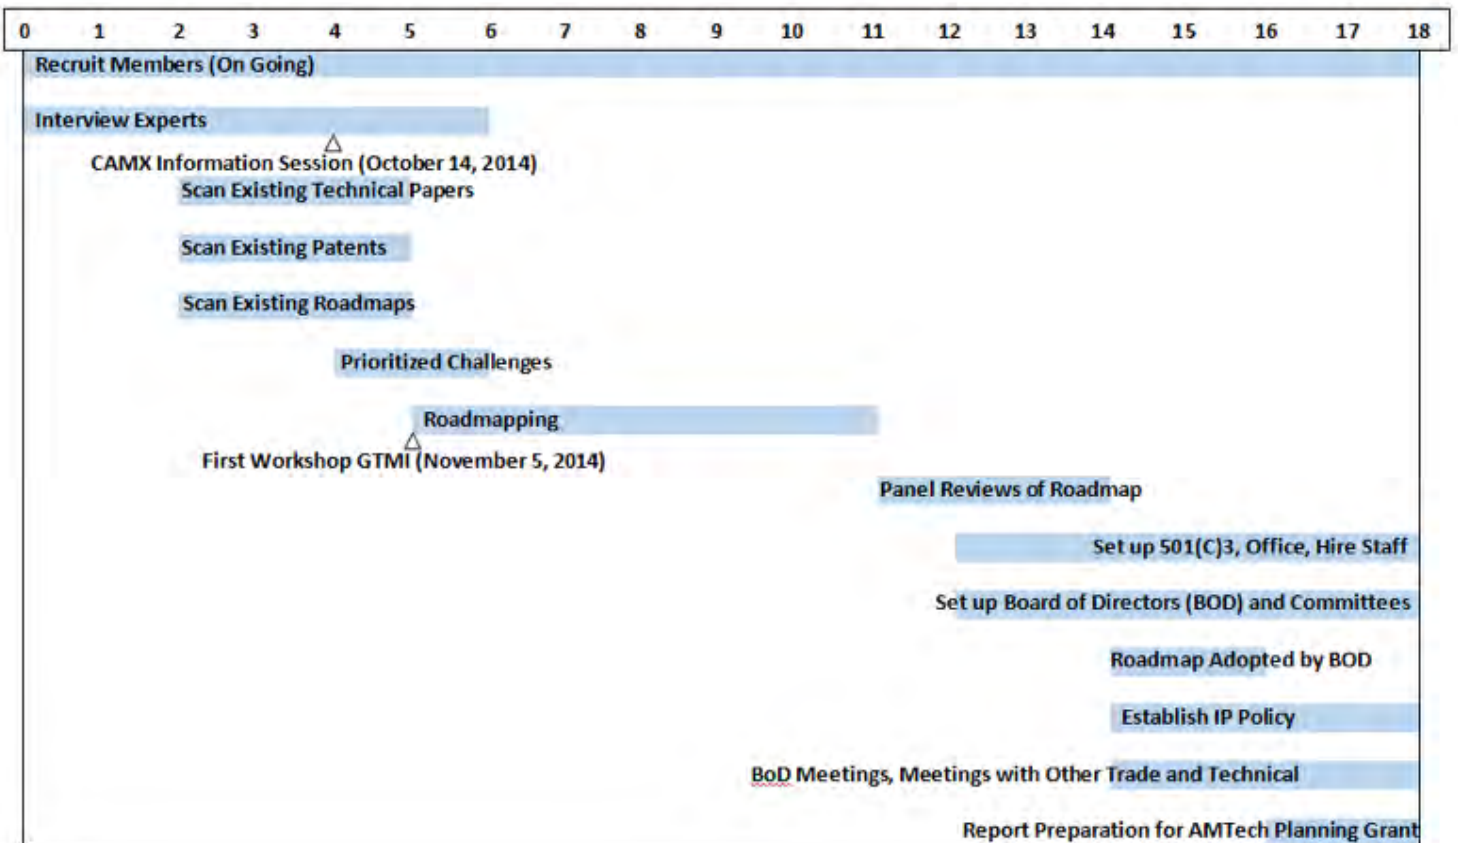 0 1 2 3 4 5 6 7 8 9 10 11 12 13 14 15 16 17 18
Recruit Members (On Going)
Interview Experts
CAMX Information Session (October 14, 2014)
Scan Existing Technical Papers
Scan Existing Patents
Scan Existing Roadmaps
Prioritized Challenges
Roadmapping
First Workshop GTMI (November 5, 2014)
Panel Reviews of Roadmap
Set up 501(C)3, Office, Hire Staff
Set up Board of Directors (BOD) and Committees
Roadmap Adopted by BOD
Establish IP Policy
BoD Meetings, Meetings with Other Trade and Technical
Report Preparation for AMTech Planning Grant